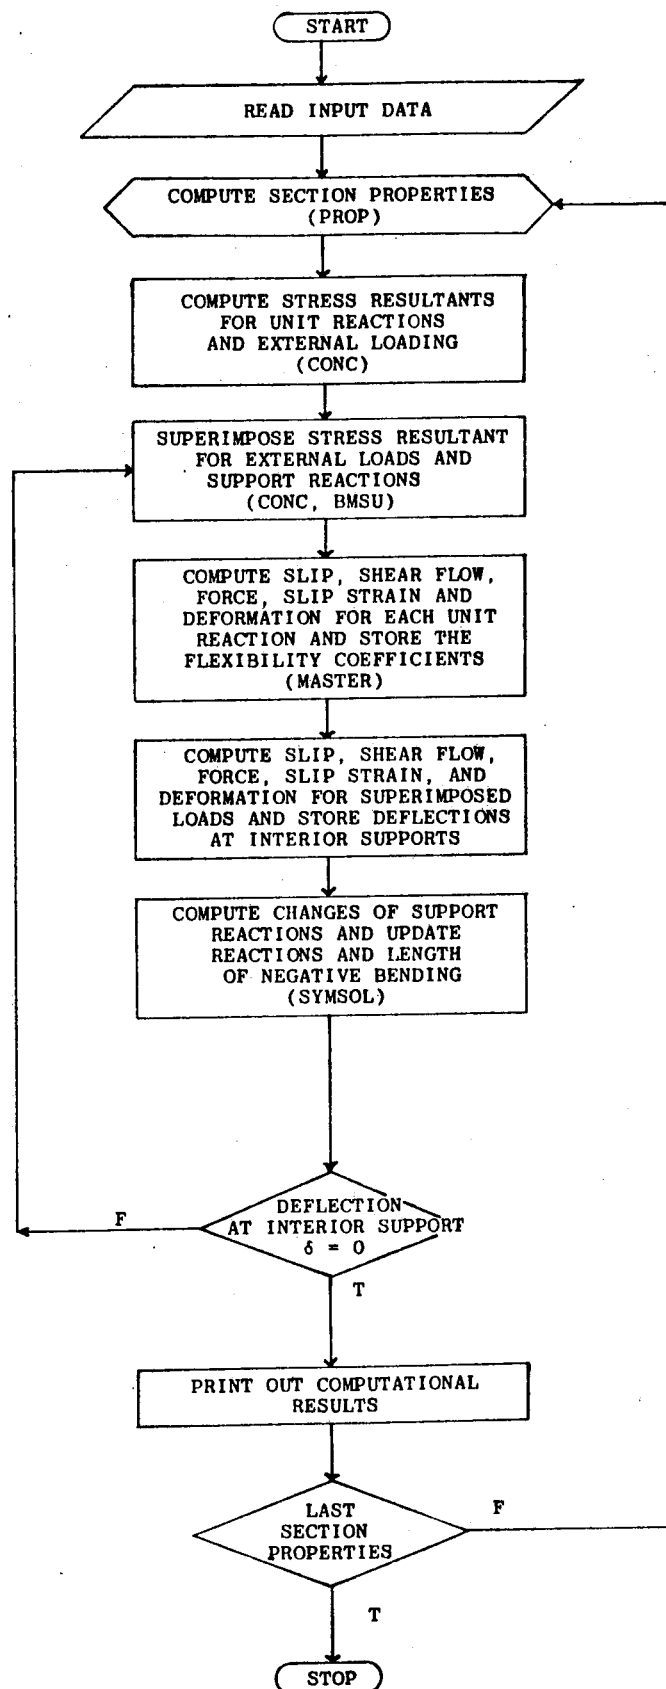 START
READ INPUT DATA
COMPUTE SECTION PROPERTIES
(PROP)
COMPUTE STRESS RESULTANTS
FOR UNIT REACTIONS
AND EXTERNAL LOADING
(CONC)
SUPERIMPOSE STRESS RESULTANT
FOR EXTERNAL LOADS AND
SUPPORT REACTIONS
(CONC, BMSU)
COMPUTE SLIP, SHEAR FLOW,
FORCE, SLIP STRAIN AND
DEFORMATION FOR EACH UNIT
REACTION AND STORE THE
FLEXIBILITY COEFFICIENTS
(MASTER)
COMPUTE SLIP, SHEAR FLOW,
FORCE, SLIP STRAIN, AND
DEFORMATION FOR SUPERIMPOSED
LOADS AND STORE DEFLECTIONS
AT INTERIOR SUPPORTS
COMPUTE CHANGES OF SUPPORT
REACTIONS AND UPDATE
REACTIONS AND LENGTH
OF NEGATIVE BENDING
(SYMSOL)
F
DEFLECTION
AT INTERIOR SUPPORT
δ = 0
T
PRINT OUT COMPUTATIONAL
RESULTS
LAST
SECTION
PROPERTIES
F
T
STOP